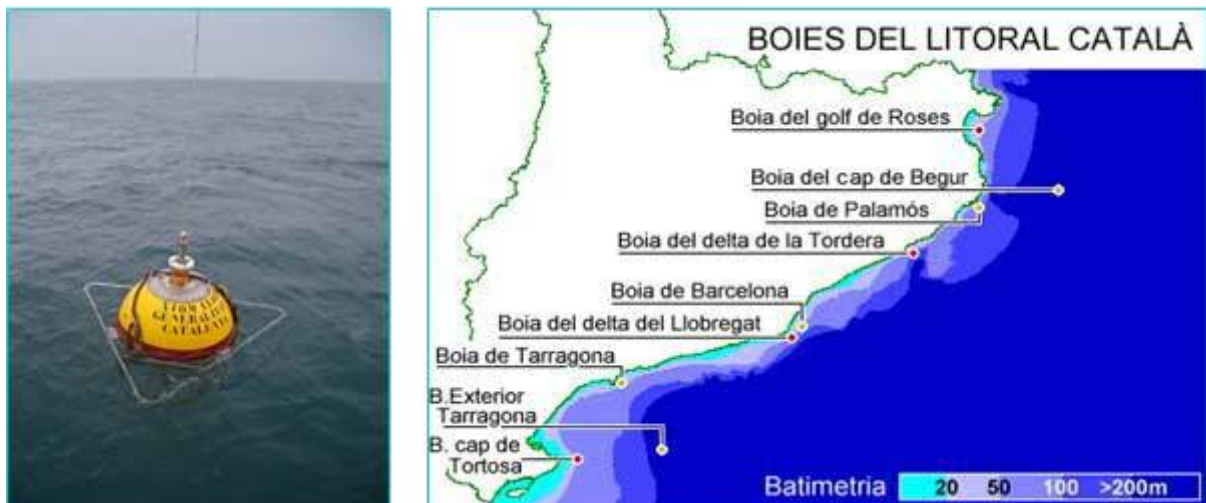 GENERALITAT
BOIES DEL LITORAL CATALÀ
Boia del golf de Roses
Boia del cap de Begur
Boia de Palamós
Boia del delta de la Tordera
Boia de Barcelona
Boia del delta del Llobregat
Boia de Tarragona
B.Exterior
Tarragona
B. cap de
Tortosa
Batimetria 20 50 100 >200m